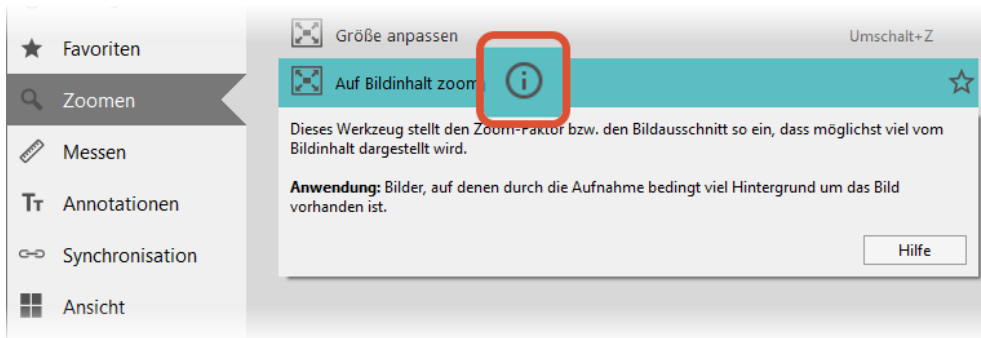 Favoriten
Zoomen
Messen
Annotationen
Synchronisation
Ansicht
Größe anpassen Umschalt+Z
Auf Bildinhalt
Dieses Werkzeug stellt den Zoom-Faktor bzw. den Bildausschnitt so ein, dass möglichst viel vom
Bildinhalt dargestellt wird.
Anwendung: Bilder, auf denen durch die Aufnahme bedingt viel Hintergrund um das Bild
vorhanden ist.
Hilfe